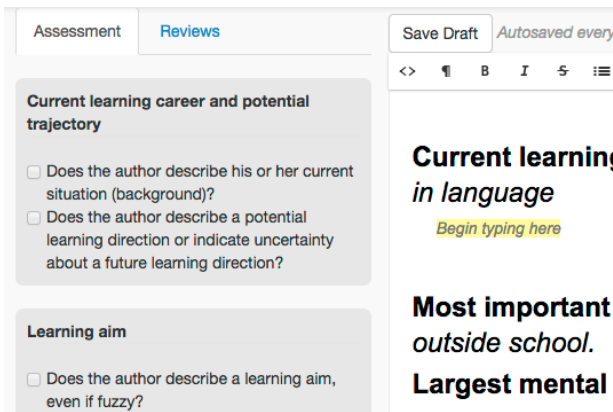 Assessment
Reviews
Current learning career and potential
trajectory
Does the author describe his or her current
situation (background)?
Does the author describe a potential
learning direction or indicate uncertainty
about a future learning direction?
Learning aim
Does the author describe a learning aim,
even if fuzzy?
Save Draft Autosaved every
<> ¶ B I S
Current learning
in language
Begin typing here
Most important
outside school.
Largest mental